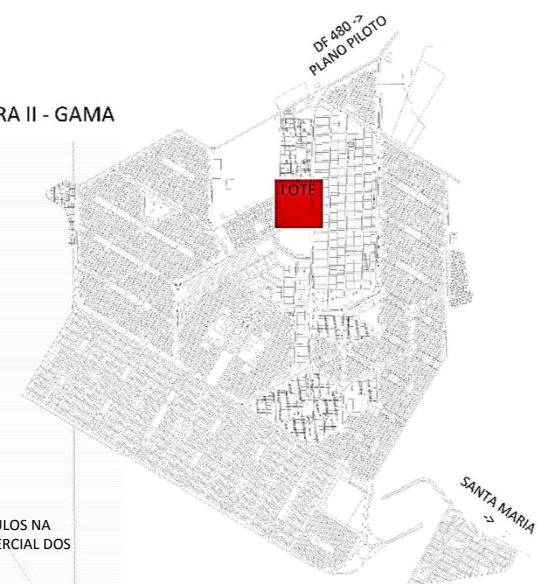 DF 480 ->
PLANO PILOTO
RA II - GAMA
LOTE
SANTA MARIA
->
ULOS NA
ERCIAL DOS